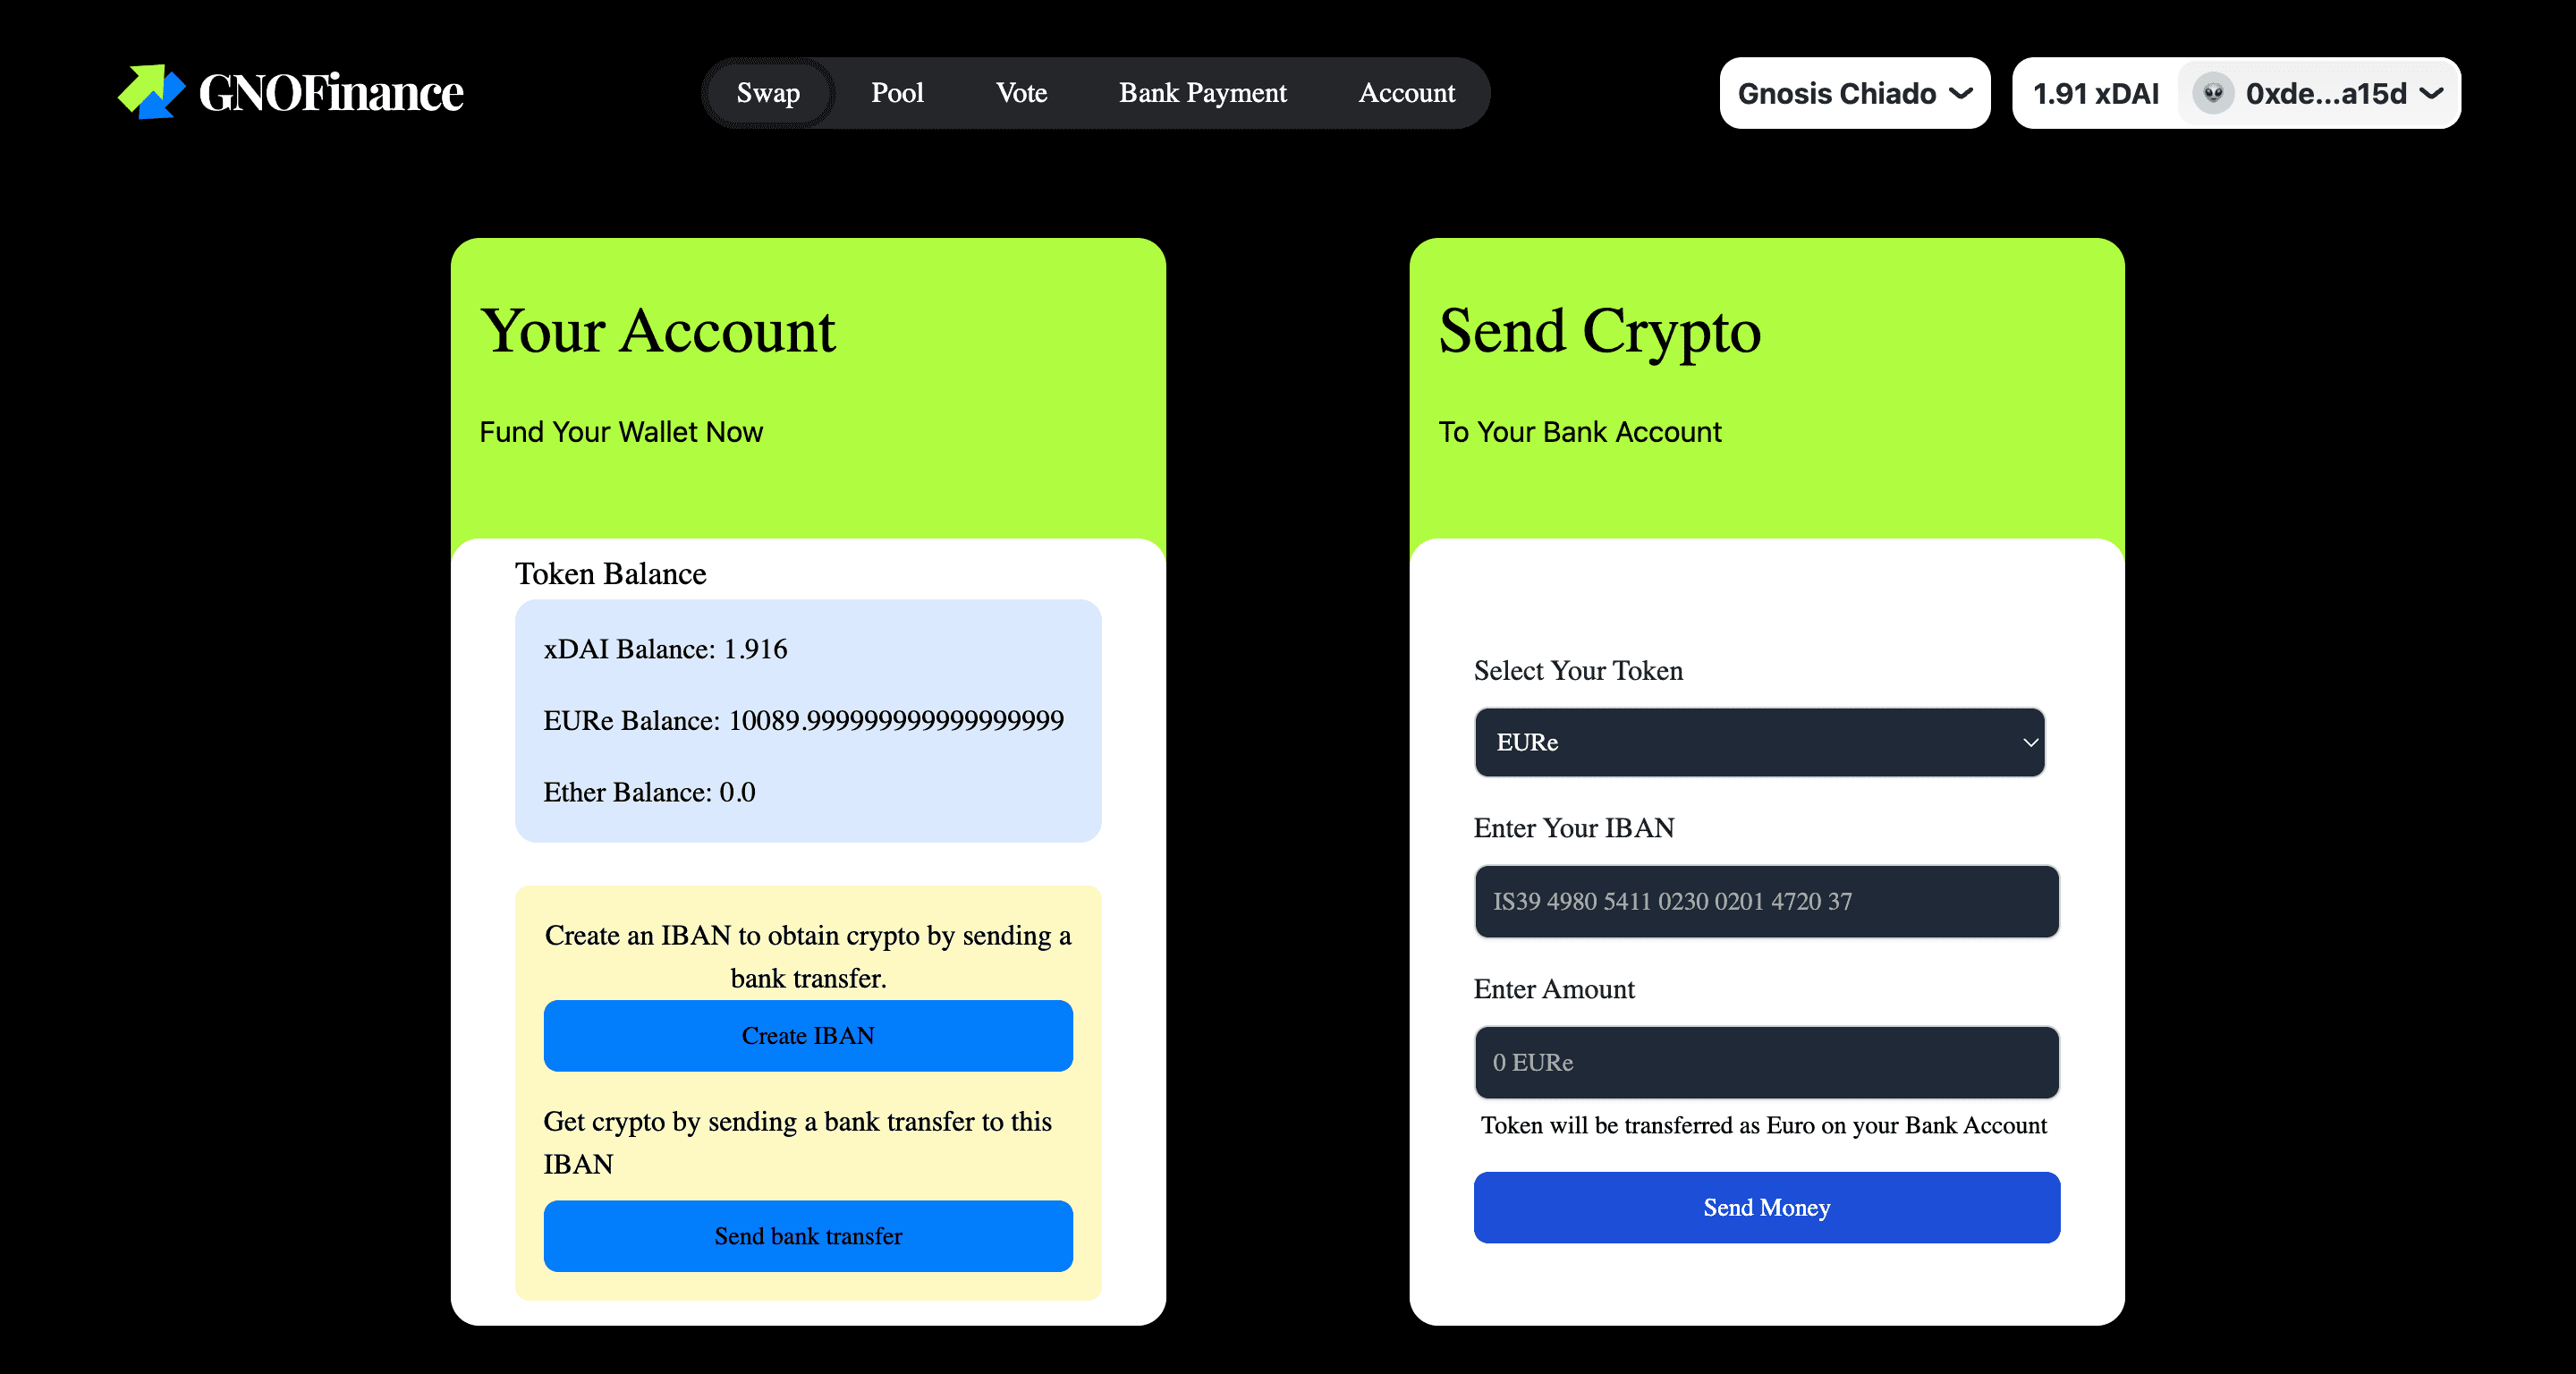 GNOFinance
Swap
Pool
Vote
Bank Payment
Account
Gnosis Chiado
1.91 xDAI
0xde...a15d
Your Account
Fund Your Wallet Now
Token Balance
xDAI Balance: 1.916
EURe Balance: 10089.999999999999999999
Ether Balance: 0.0
Create an IBAN to obtain crypto by sending a
bank transfer.
Create IBAN
Get crypto by sending a bank transfer to this
IBAN
Send bank transfer
Send Crypto
To Your Bank Account
Select Your Token
EURe
Enter Your IBAN
IS39 4980 5411 0230 0201 4720 37
Enter Amount
0 EURe
Token will be transferred as Euro on your Bank Account
Send Money